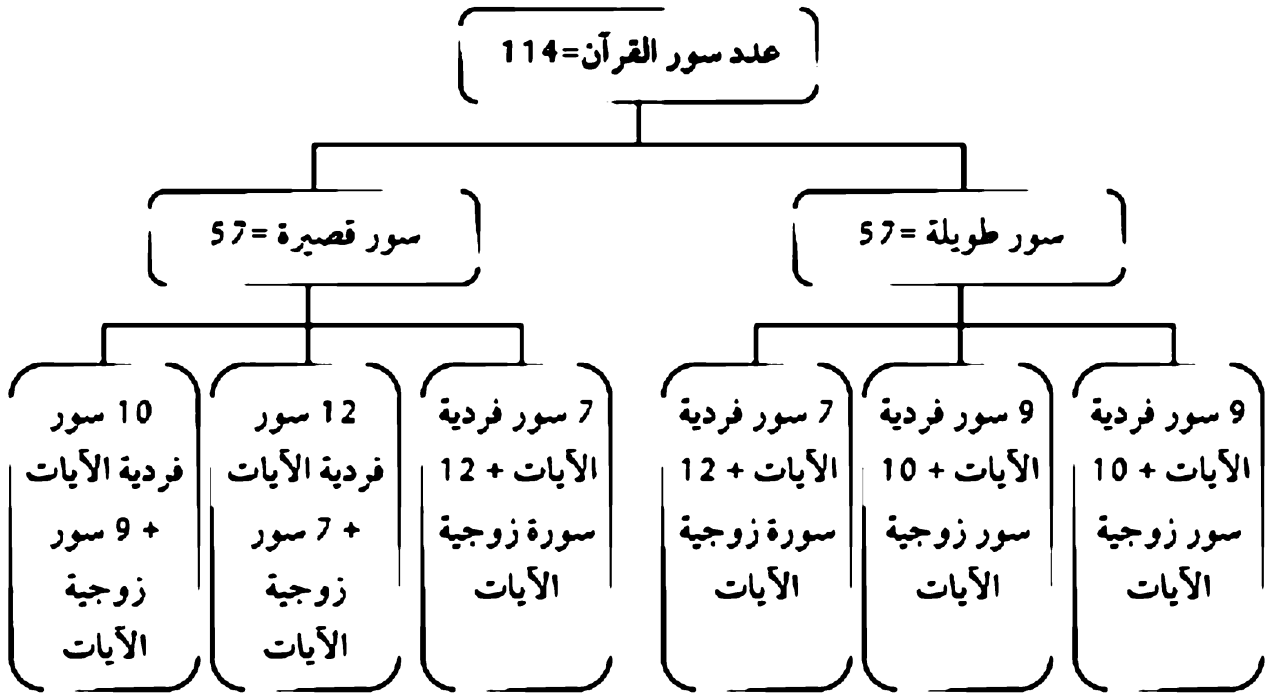 عدد سور القرآن=114
سور طويلة =57
سور قصيرة =57
9 سور فردية
الآيات + 10
سور زوجية
الآيات
9 سور فردية
الآيات + 10
سور زوجية
الآيات
7 سور فردية
الآيات + 12
سورة زوجية
الآيات
7 سور فردية
الآيات + 12
سورة زوجية
الآيات
12 سور
فردية الآيات
+ 7 سور
زوجية
الآيات
10 سور
فردية الآيات
+ 9 سور
زوجية
الآيات